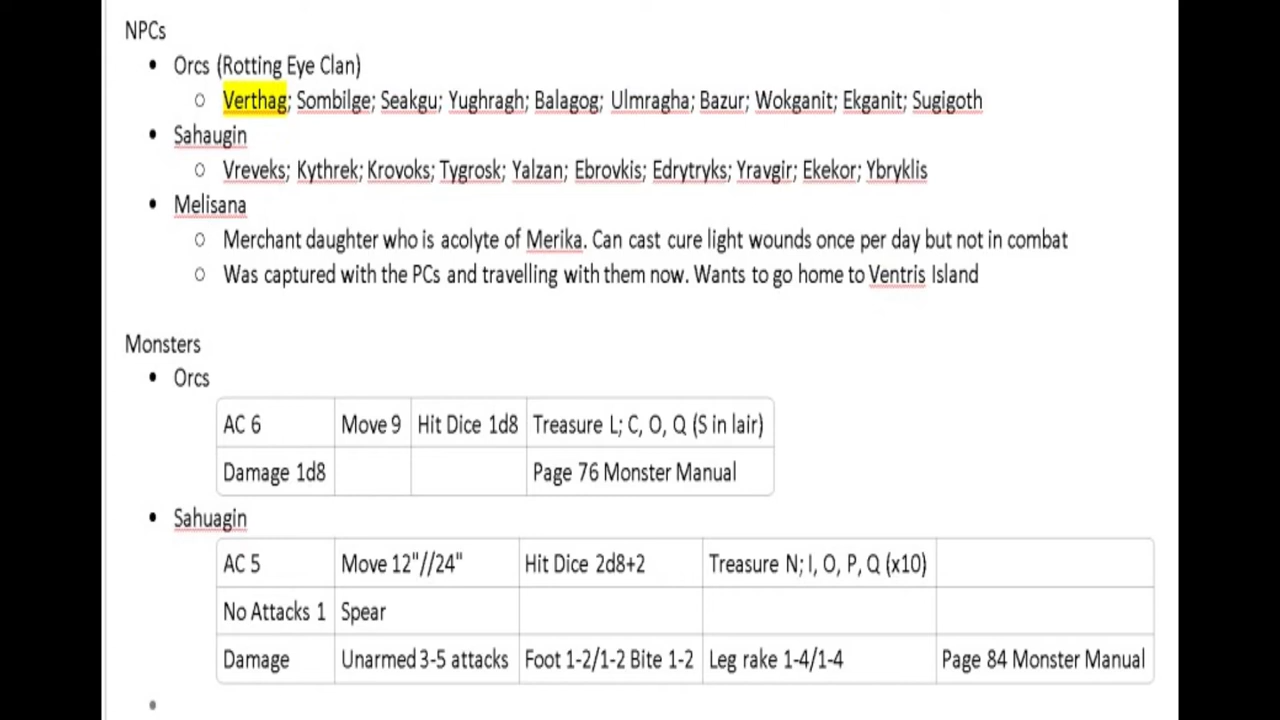 NPCs
• Orcs (Rotting Eye Clan)
○ Verthag; Sombilge; Seakgu; Yughragh; Balagog; Ulmragha; Bazur; Wokganit; Ekganit; Sugigoth
• Sahaugin
○ Vreveks; Kythrek; Krovoks; Tygrosk; Yalzan; Ebrovkis; Edrytryks; Yravgir; Ekekor; Ybryklis
• Melisana
○ Merchant daughter who is acolyte of Merika. Can cast cure light wounds once per day but not in combat
○ Was captured with the PCs and travelling with them now. Wants to go home to Ventris Island
Monsters
• Orcs
AC 6 Move 9 Hit Dice 1d8 Treasure L; C, O, Q (S in lair)
Damage 1d8 Page 76 Monster Manual
• Sahuagin
AC 5 Move 12"//24" Hit Dice 2d8+2 Treasure N; I, O, P, Q (x10)
No Attacks 1 Spear
Damage Unarmed 3-5 attacks Foot 1-2/1-2 Bite 1-2 Leg rake 1-4/1-4 Page 84 Monster Manual